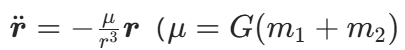 r̈ = − μ/r³ r (μ = G(m₁ + m₂)